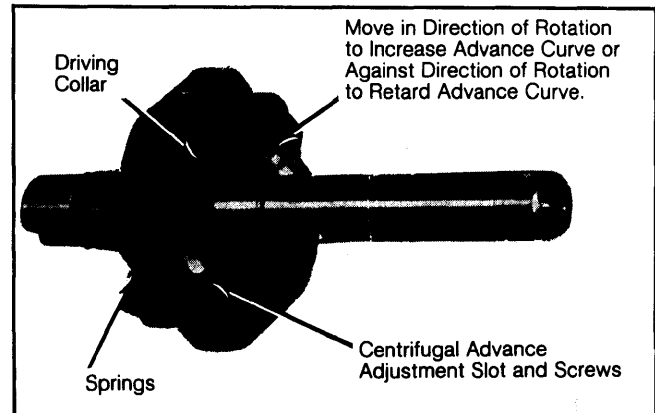 Driving
Collar
Move in Direction of Rotation
to Increase Advance Curve or
Against Direction of Rotation
to Retard Advance Curve.
Springs
Centrifugal Advance
Adjustment Slot and Screws